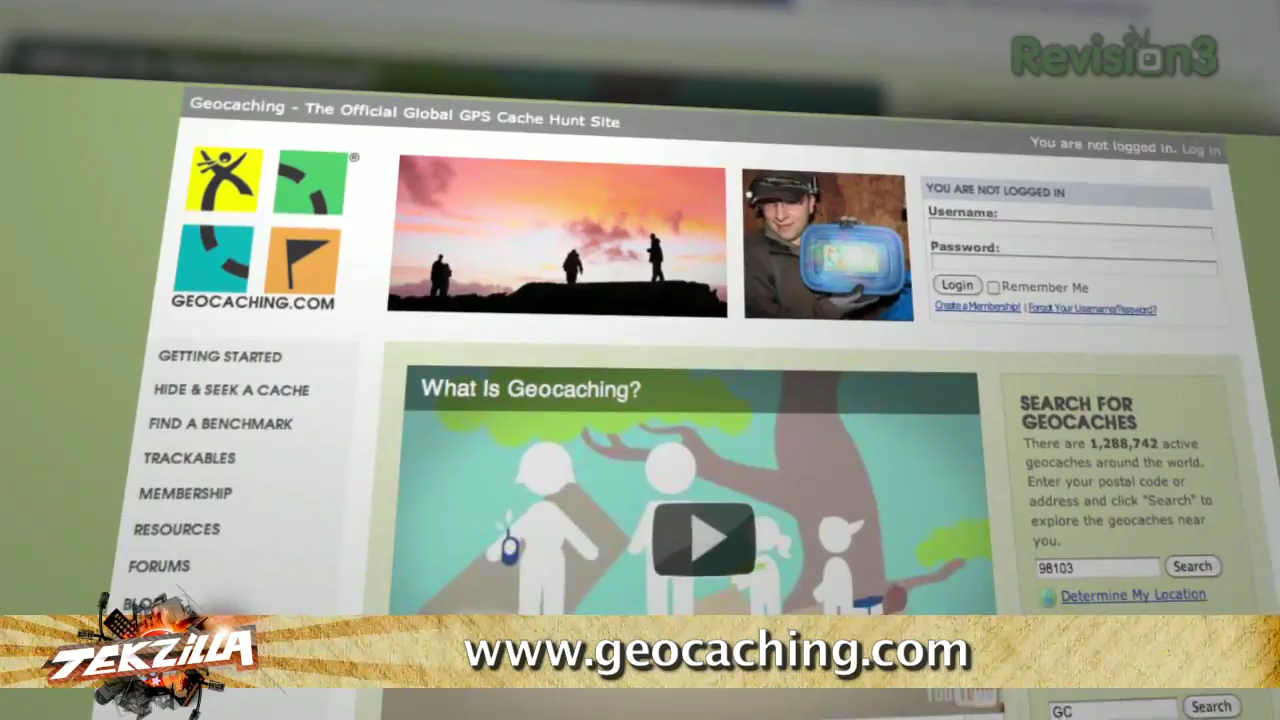 Revision3
Geocaching - The Official Global GPS Cache Hunt Site
You are not logged in. Log in
®
GEOCACHING.COM
YOU ARE NOT LOGGED IN
Username:
Password:
Login
Remember Me
Create a Membership! | Forgot Your Username/Password?
GETTING STARTED
HIDE & SEEK A CACHE
FIND A BENCHMARK
TRACKABLES
MEMBERSHIP
RESOURCES
FORUMS
What Is Geocaching?
SEARCH FOR
GEOCACHES
There are 1,288,742 active
geocaches around the world.
Enter your postal code or
address and click "Search" to
explore the geocaches near
you.
98103
Search
Determine My Location
TEKZILLA
www.geocaching.com
GC
Search